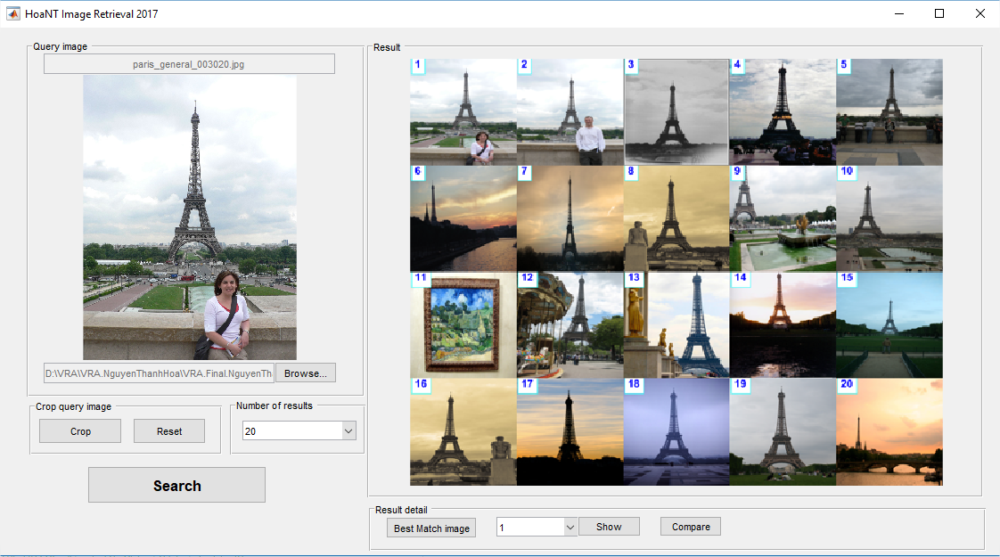 HoaNT Image Retrieval 2017
Query image
paris_general_003020.jpg
D:\VRA\VRA.NguyenThanhHoa\VRA.Final.NguyenTh
Browse...
Crop query image
Crop
Reset
Number of results
20
Search
Result
1 2 3 4 5
6 7 8 9 10
11 12 13 14 15
16 17 18 19 20
Result detail
Best Match image
1
Show
Compare